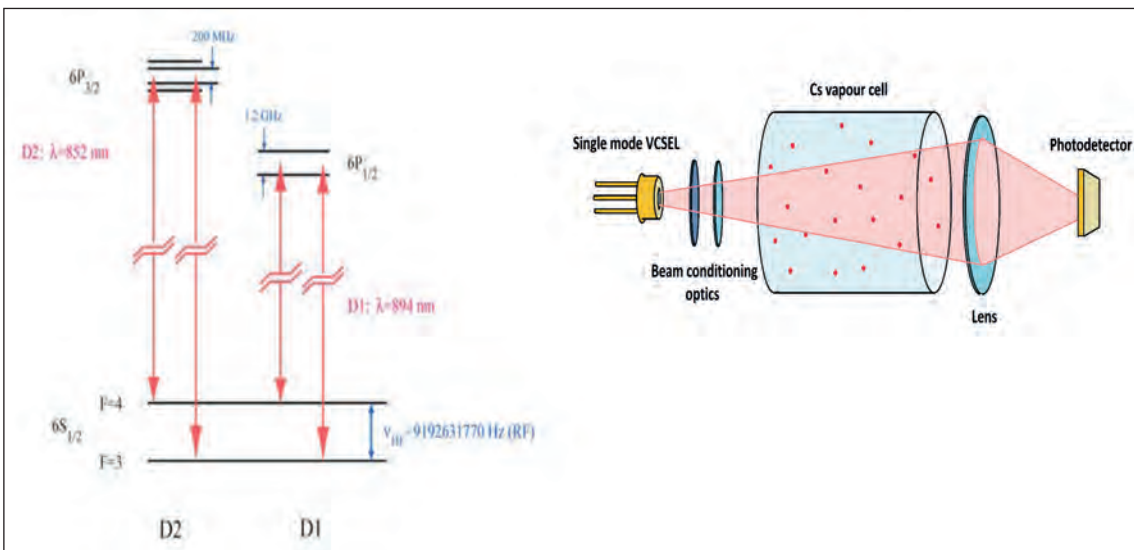 200 MHz
6P3/2
D2: λ=852 nm
1.2 GHz
6P1/2
D1: λ=894 nm
6S1/2
F=4
F=3
=9192631770 Hz (RF)
D2
D1
Cs vapour cell
Single mode VCSEL
Photodetector
Beam conditioning
optics
Lens